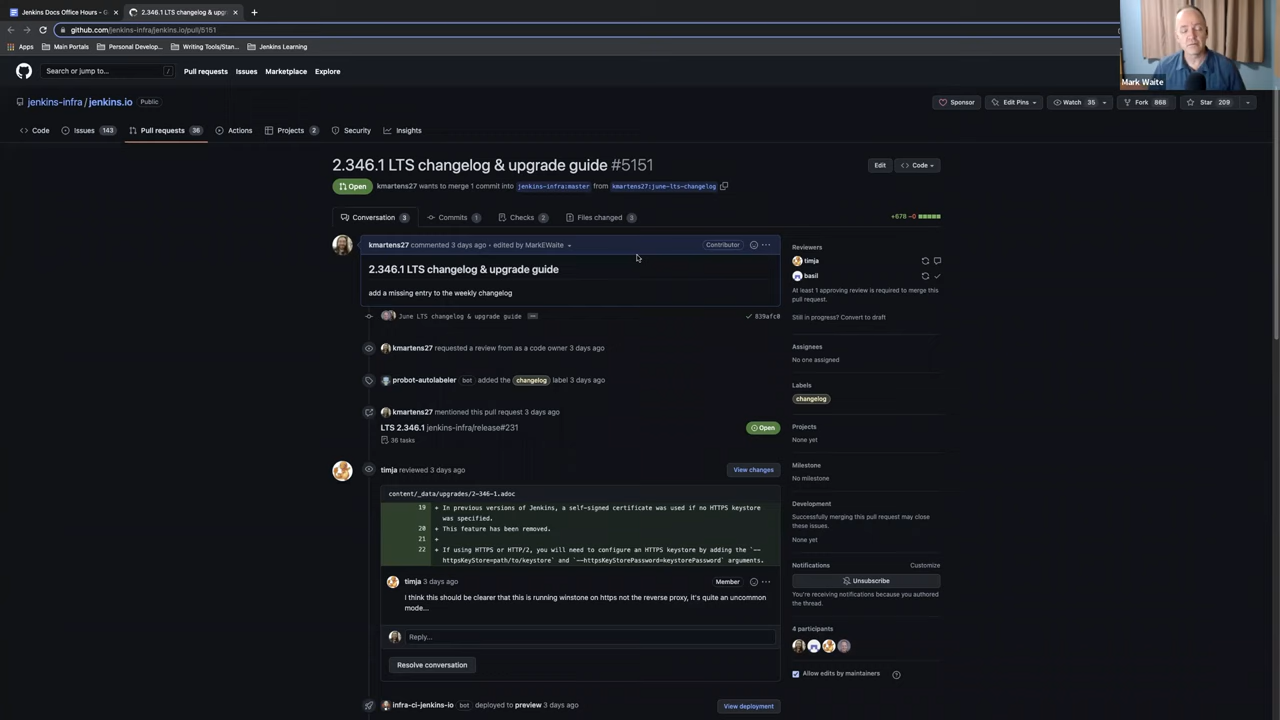 Jenkins Docs Office Hours - G
2.346.1 LTS changelog & upg
github.com/jenkins-infra/jenkins.io/pull/5151
Apps
Main Portals
Personal Develop...
Writing Tools/Stan...
Jenkins Learning
Mark Waite
Search or jump to...
/
Pull requests
Issues
Marketplace
Explore
jenkins-infra / jenkins.io
Public
Sponsor
Edit Pins
Watch 35
Fork 868
Star 209
Code
Issues 143
Pull requests 36
Actions
Projects 2
Security
Insights
2.346.1 LTS changelog & upgrade guide #5151
Edit
Code
Open
kmartens27 wants to merge 1 commit into jenkins-infra:master from kmartens27:june-lts-changelog
Conversation 3
Commits 1
Checks 2
Files changed 3
+678 −0
kmartens27 commented 3 days ago • edited by MarkEWaite
Contributor
2.346.1 LTS changelog & upgrade guide
add a missing entry to the weekly changelog
June LTS changelog & upgrade guide
839afc0
kmartens27 requested a review from as a code owner 3 days ago
probot-autolabeler bot added the changelog label 3 days ago
kmartens27 mentioned this pull request 3 days ago
LTS 2.346.1 jenkins-infra/release#231
Open
36 tasks
timja reviewed 3 days ago
View changes
content/_data/upgrades/2-346-1.adoc
19 + In previous versions of Jenkins, a self-signed certificate was used if no HTTPS keystore
was specified.
20 + This feature has been removed.
21 +
22 + If using HTTPS or HTTP/2, you will need to configure an HTTPS keystore by adding the `--
httpsKeyStore=path/to/keystore` and `--httpsKeyStorePassword=keystorePassword` arguments.
timja 3 days ago
Member
I think this should be clearer that this is running winstone on https not the reverse proxy, it's quite an uncommon
mode...
Reply...
Resolve conversation
infra-ci-jenkins-io bot deployed to preview 3 days ago
View deployment
Reviewers
timja
basil
At least 1 approving review is required to merge this
pull request.
Still in progress? Convert to draft
Assignees
No one assigned
Labels
changelog
Projects
None yet
Milestone
No milestone
Development
Successfully merging this pull request may close
these issues.
None yet
Notifications
Customize
Unsubscribe
You're receiving notifications because you authored
the thread.
4 participants
Allow edits by maintainers